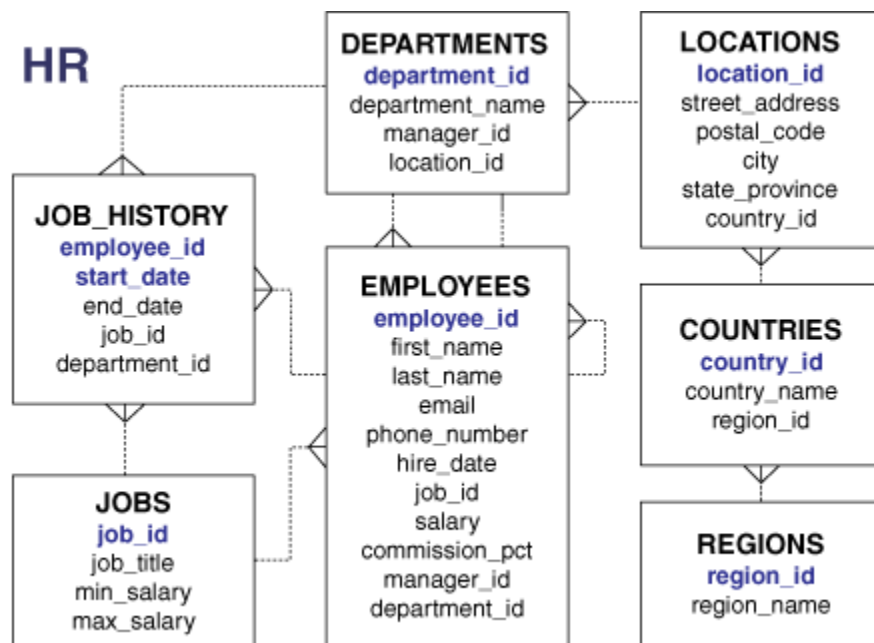 HR
DEPARTMENTS
department_id
department_name
manager_id
location_id
LOCATIONS
location_id
street_address
postal_code
city
state_province
country_id
JOB_HISTORY
employee_id
start_date
end_date
job_id
department_id
EMPLOYEES
employee_id
first_name
last_name
email
phone_number
hire_date
job_id
salary
commission_pct
manager_id
department_id
COUNTRIES
country_id
country_name
region_id
JOBS
job_id
job_title
min_salary
max_salary
REGIONS
region_id
region_name